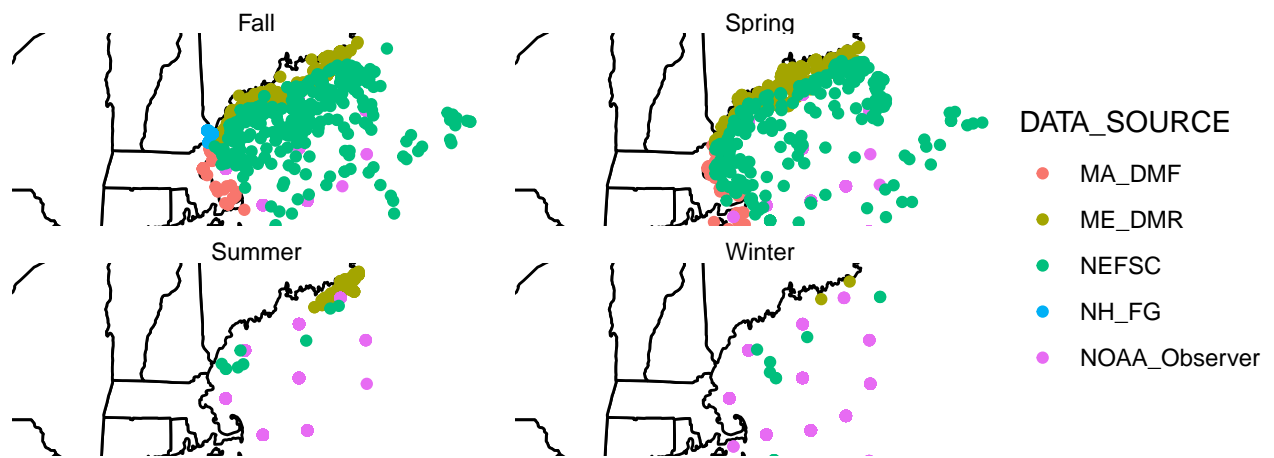 Fall
Spring
Summer
Winter
DATA_SOURCE
MA_DMF
ME_DMR
NEFSC
NH_FG
NOAA_Observer